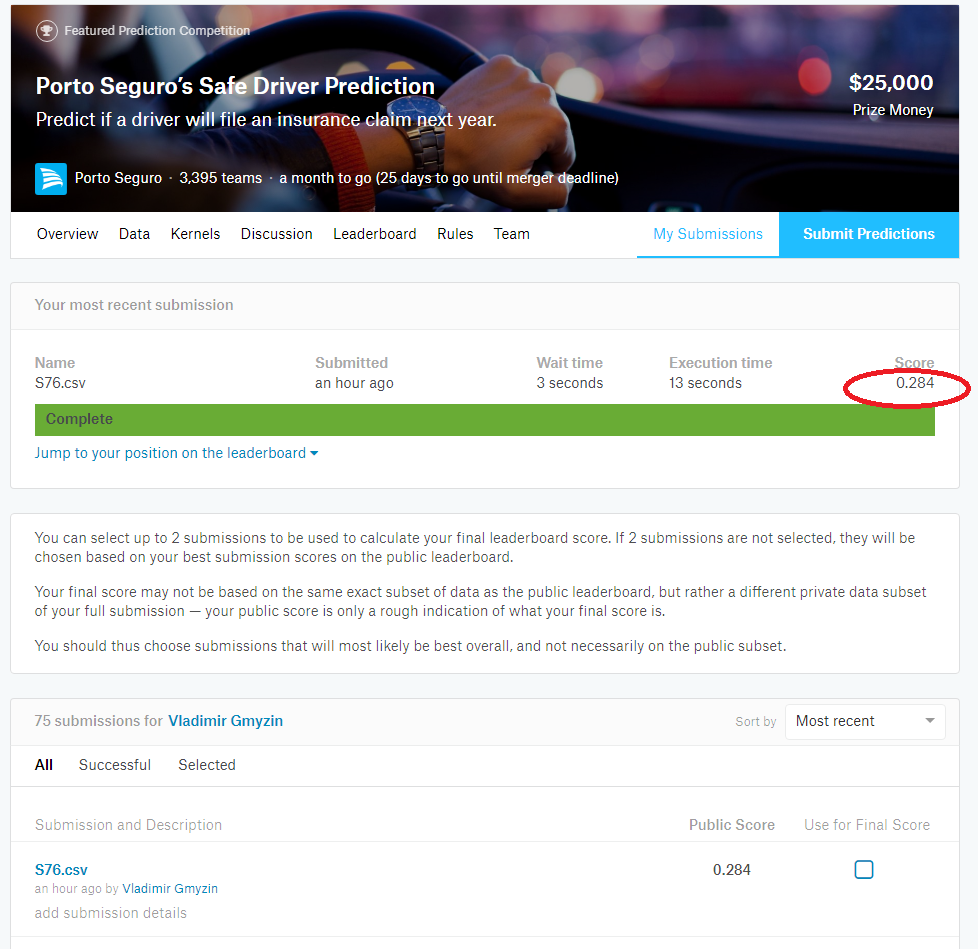 Featured Prediction Competition
Porto Seguro's Safe Driver Prediction
$25,000
Predict if a driver will file an insurance claim next year.
Prize Money
Porto Seguro · 3,395 teams · a month to go (25 days to go until merger deadline)
Overview Data Kernels Discussion Leaderboard Rules Team My Submissions Submit Predictions
Your most recent submission
Name Submitted Wait time Execution time Score
S76.csv an hour ago 3 seconds 13 seconds 0.284
Complete
Jump to your position on the leaderboard
You can select up to 2 submissions to be used to calculate your final leaderboard score. If 2 submissions are not selected, they will be
chosen based on your best submission scores on the public leaderboard.
Your final score may not be based on the same exact subset of data as the public leaderboard, but rather a different private data subset
of your full submission — your public score is only a rough indication of what your final score is.
You should thus choose submissions that will most likely be best overall, and not necessarily on the public subset.
75 submissions for Vladimir Gmyzin Sort by Most recent
All Successful Selected
Submission and Description Public Score Use for Final Score
S76.csv 0.284
an hour ago by Vladimir Gmyzin
add submission details